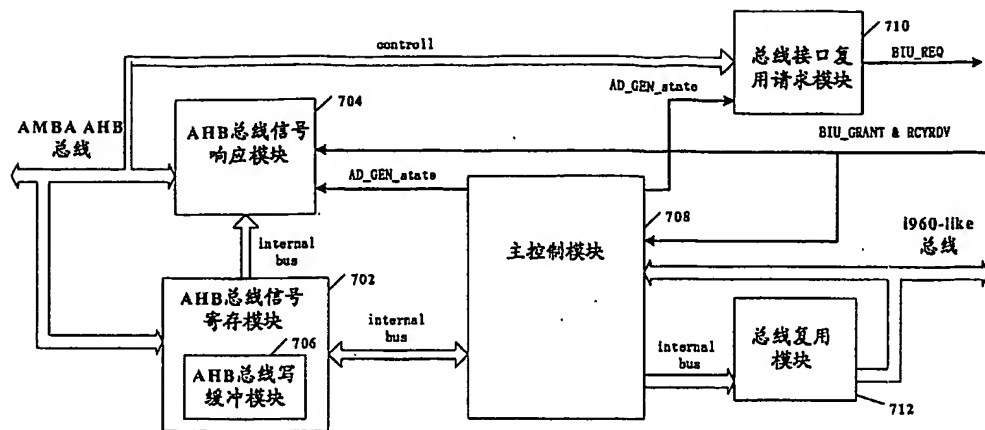 controll
710
总线接口复
用请求模块
BIU_REQ
AD_GEN_state
704
AMBA AHB
总线
AHB总线信号
响应模块
BIU_GRANT & RCYRDV
AD_GEN_state
708
i960-like
总线
internal
bus
主控制模块
702
AHB总线信号
寄存模块
706
AHB总线写
缓冲模块
internal
bus
internal
bus
总线复用
模块
712